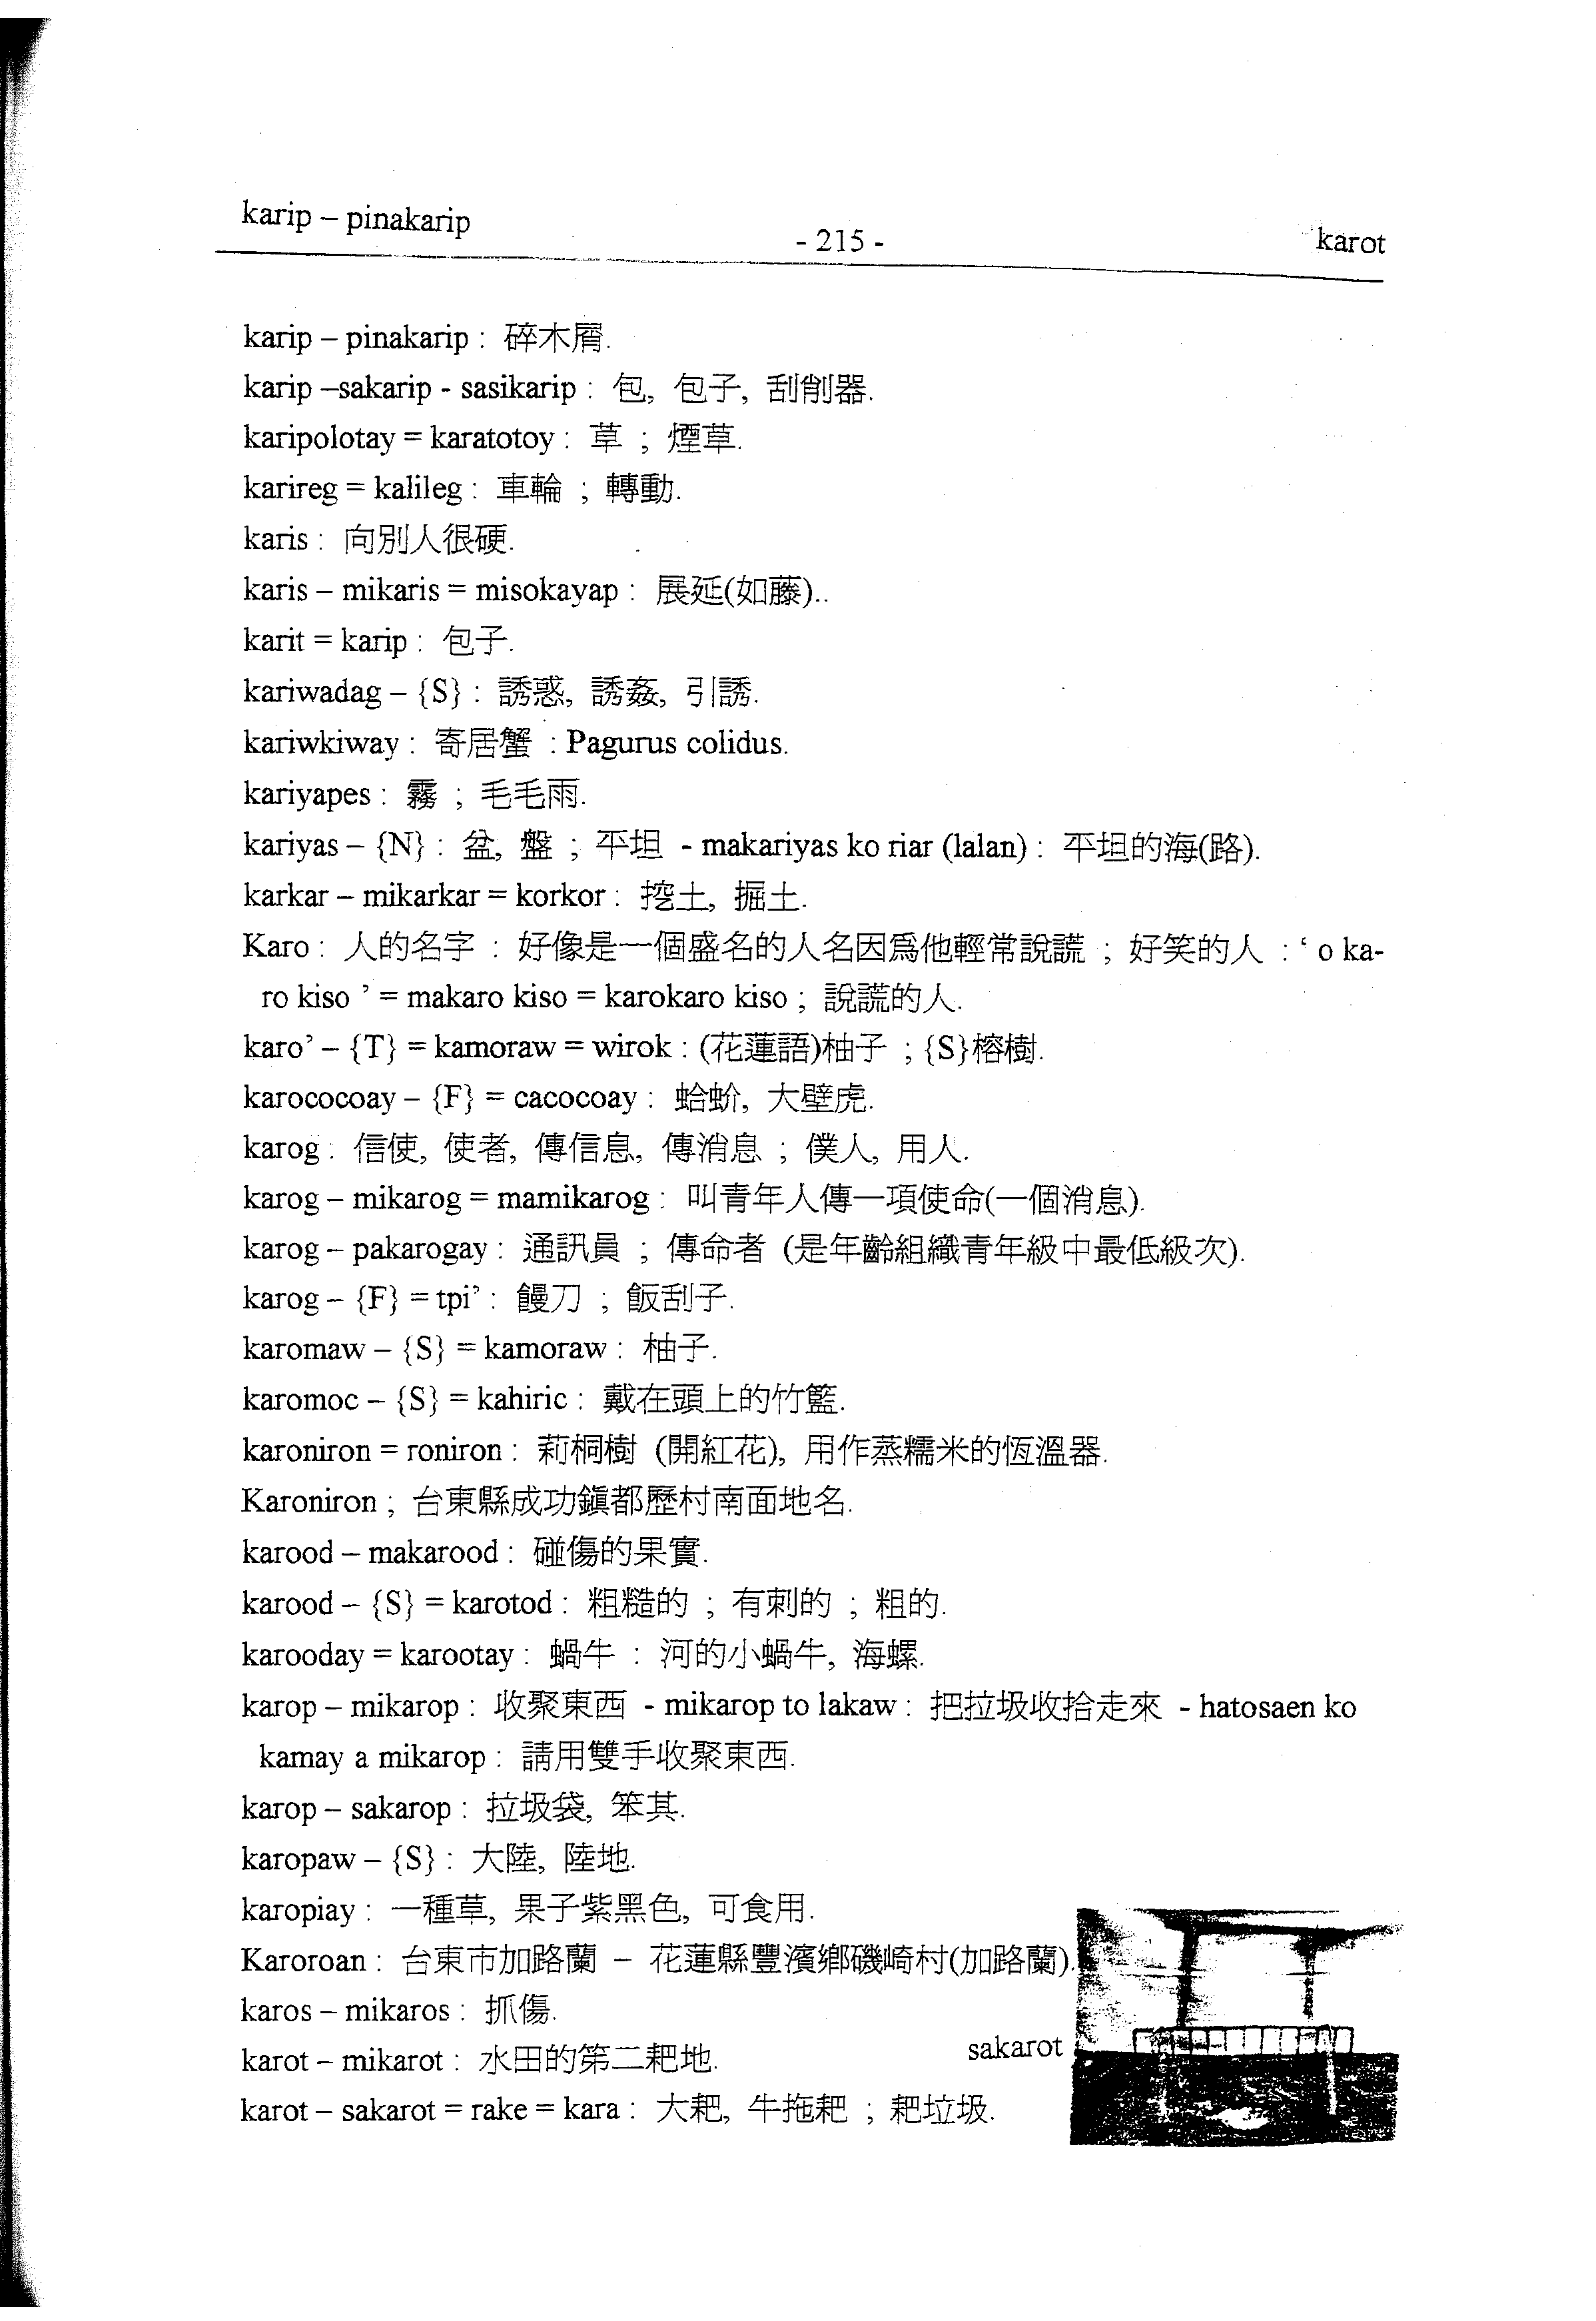 karip – pinakarip
- 215 -
karot
karip – pinakarip : 碎木屑.
karip –sakarip - sasikarip : 包, 包子, 刮削器.
karipolotay = karatotoy : 草 ; 煙草.
karireg = kalileg : 車輪 ; 轉動.
karis : 向別人很硬.
karis – mikaris = misokayap : 展延(如藤)..
karit = karip : 包子.
kariwadag – {S} : 誘惑, 誘姦, 引誘.
kariwkiway : 寄居蟹 : Pagurus colidus.
kariyapes : 霧 ; 毛毛雨.
kariyas – {N} : 盆, 盤 ; 平坦 - makariyas ko riar (lalan) : 平坦的海(路).
karkar – mikarkar = korkor : 挖土, 掘土.
Karo : 人的名字 : 好像是一個盛名的人名因爲他輕常說謊 ; 好笑的人 : ‘ o ka-
ro kiso ’ = makaro kiso = karokaro kiso ; 說謊的人.
karo’ – {T} = kamoraw = wirok : (花蓮語)柚子 ; {S}榕樹.
karococoay – {F} = cacocoay : 蛤蚧, 大壁虎.
karog : 信使, 使者, 傳信息, 傳消息 ; 僕人, 用人.
karog – mikarog = mamikarog : 叫青年人傳一項使命(一個消息).
karog – pakarogay : 通訊員 ; 傳命者 (是年齡組織青年級中最低級次).
karog – {F} = tpi’ : 饅刀 ; 飯刮子.
karomaw – {S} = kamoraw : 柚子.
karomoc – {S} = kahiric : 戴在頭上的竹籃.
karoniron = roniron : 莿桐樹 (開紅花), 用作蒸糯米的恆溫器.
Karoniron ; 台東縣成功鎭都歷村南面地名.
karood – makarood : 碰傷的果實.
karood – {S} = karotod : 粗糙的 ; 有刺的 ; 粗的.
karooday = karootay : 蝸牛 : 河的小蝸牛, 海螺.
karop – mikarop : 收聚東西 - mikarop to lakaw : 把拉圾收拾走來 - hatosaen ko
kamay a mikarop : 請用雙手收聚東西.
karop – sakarop : 拉圾袋, 笨其.
karopaw – {S} : 大陸, 陸地.
karopiay : 一種草, 果子紫黑色, 可食用.
Karoroan : 台東市加路蘭 – 花蓮縣豐濱鄉磯崎村(加路蘭).
karos – mikaros : 抓傷.
karot – mikarot : 水田的第二耙地.
sakarot
karot – sakarot = rake = kara : 大耙, 牛拖耙 ; 耙垃圾.